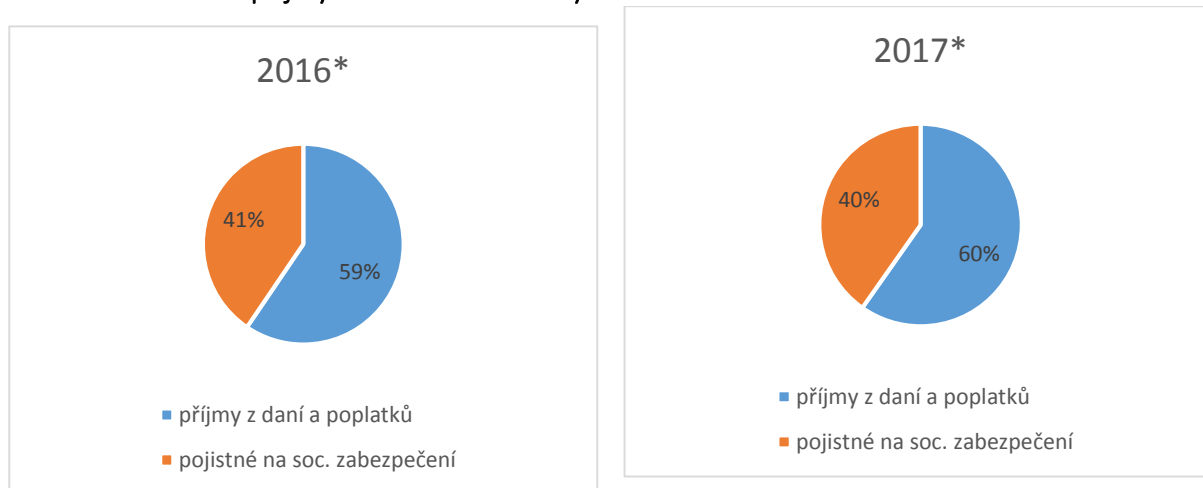 2016*
41%
59%
příjmy z daní a poplatků
pojistné na soc. zabezpečení
2017*
40%
60%
příjmy z daní a poplatků
pojistné na soc. zabezpečení